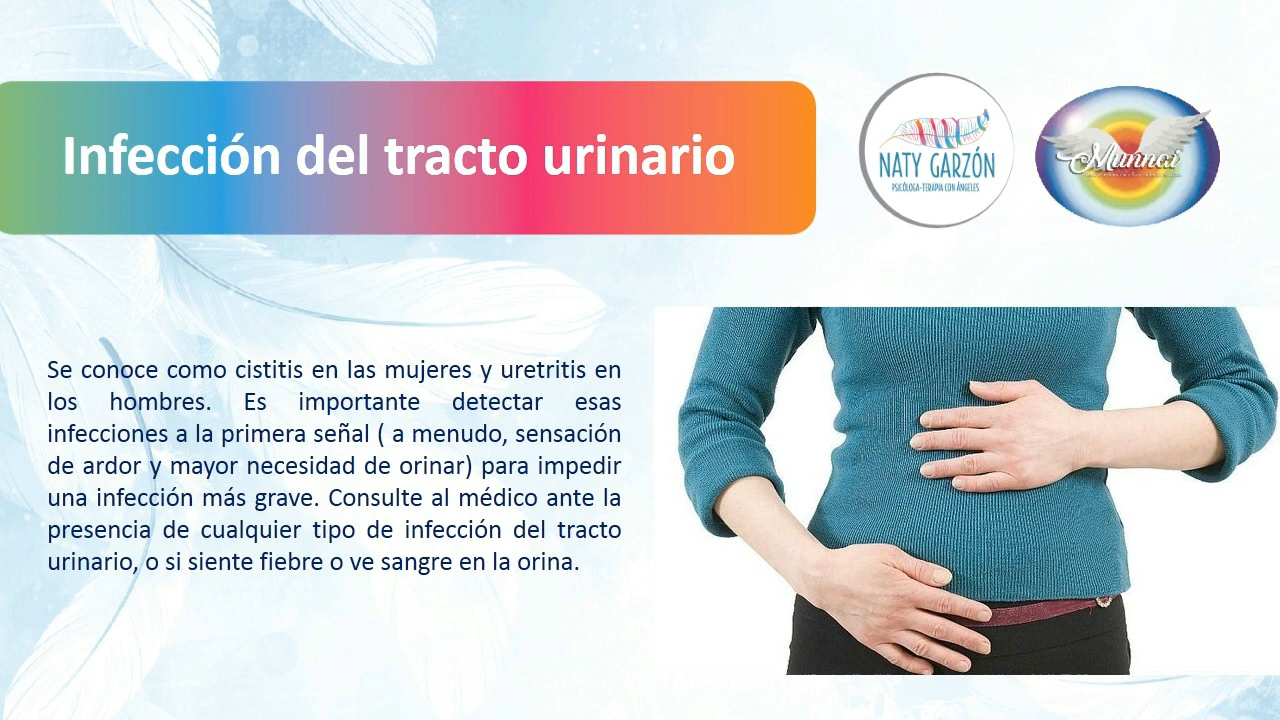 Infección del tracto urinario
NATY GARZÓN
PSICÓLOGA-TERAPIA CON ÁNGELES
Munnai
Se conoce como cistitis en las mujeres y uretritis en
los hombres. Es importante detectar esas
infecciones a la primera señal ( a menudo, sensación
de ardor y mayor necesidad de orinar) para impedir
una infección más grave. Consulte al médico ante la
presencia de cualquier tipo de infección del tracto
urinario, o si siente fiebre o ve sangre en la orina.